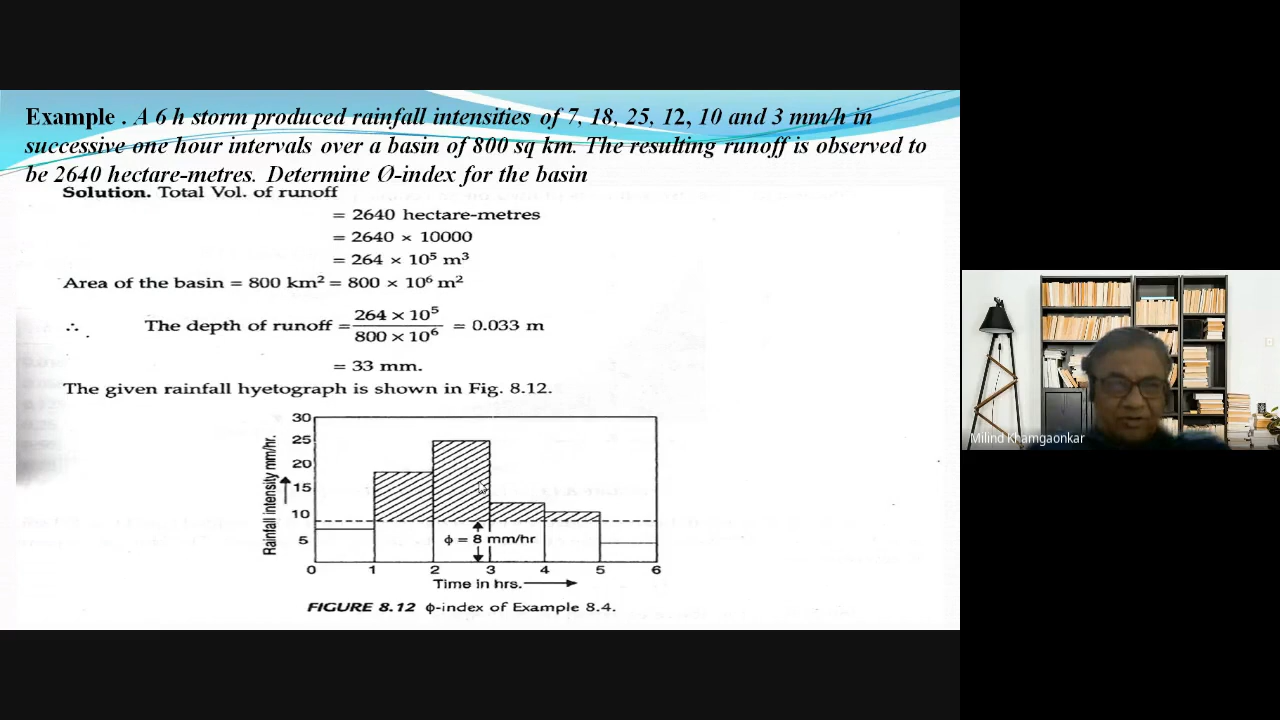 Example . A 6 h storm produced rainfall intensities of 7, 18, 25, 12, 10 and 3 mm/h in
successive one hour intervals over a basin of 800 sq km. The resulting runoff is observed to
be 2640 hectare-metres. Determine Ø-index for the basin
Solution. Total Vol. of runoff
= 2640 hectare-metres
= 2640 × 10000
= 264 × 10⁵ m³
Area of the basin = 800 km² = 800 × 10⁶ m²
∴ The depth of runoff = 264 × 10⁵ / 800 × 10⁶ = 0.033 m
= 33 mm.
The given rainfall hyetograph is shown in Fig. 8.12.
Rainfall intensity mm/hr.
30
25
20
15
10
5
ϕ = 8 mm/hr
0 1 2 3 4 5 6
Time in hrs.
FIGURE 8.12 ϕ-index of Example 8.4.
Milind Khamgaonkar